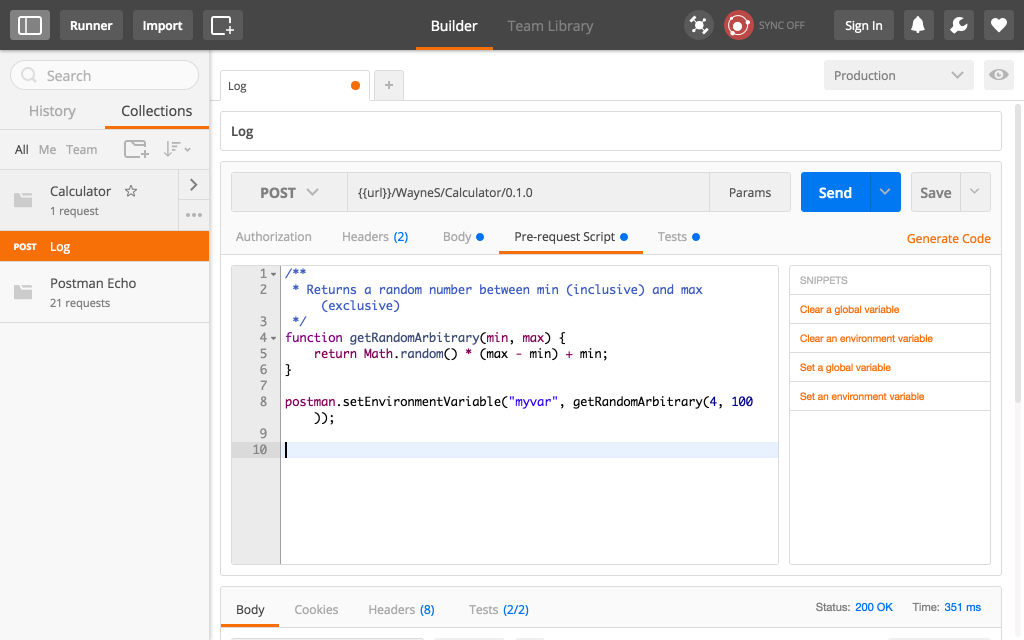 Runner Import Builder Team Library SYNC OFF Sign In
Search
History Collections
All Me Team
Calculator
1 request
POST Log
Postman Echo
21 requests
Log +
Production
Log
POST {{url}}/WayneS/Calculator/0.1.0 Params Send Save
Authorization Headers (2) Body Pre-request Script Tests Generate Code
1 /**
2 * Returns a random number between min (inclusive) and max
(exclusive)
3 */
4 function getRandomArbitrary(min, max) {
5 return Math.random() * (max - min) + min;
6 }
7
8 postman.setEnvironmentVariable("myvar", getRandomArbitrary(4, 100
));
9
10
SNIPPETS
Clear a global variable
Clear an environment variable
Set a global variable
Set an environment variable
Body Cookies Headers (8) Tests (2/2) Status: 200 OK Time: 351 ms